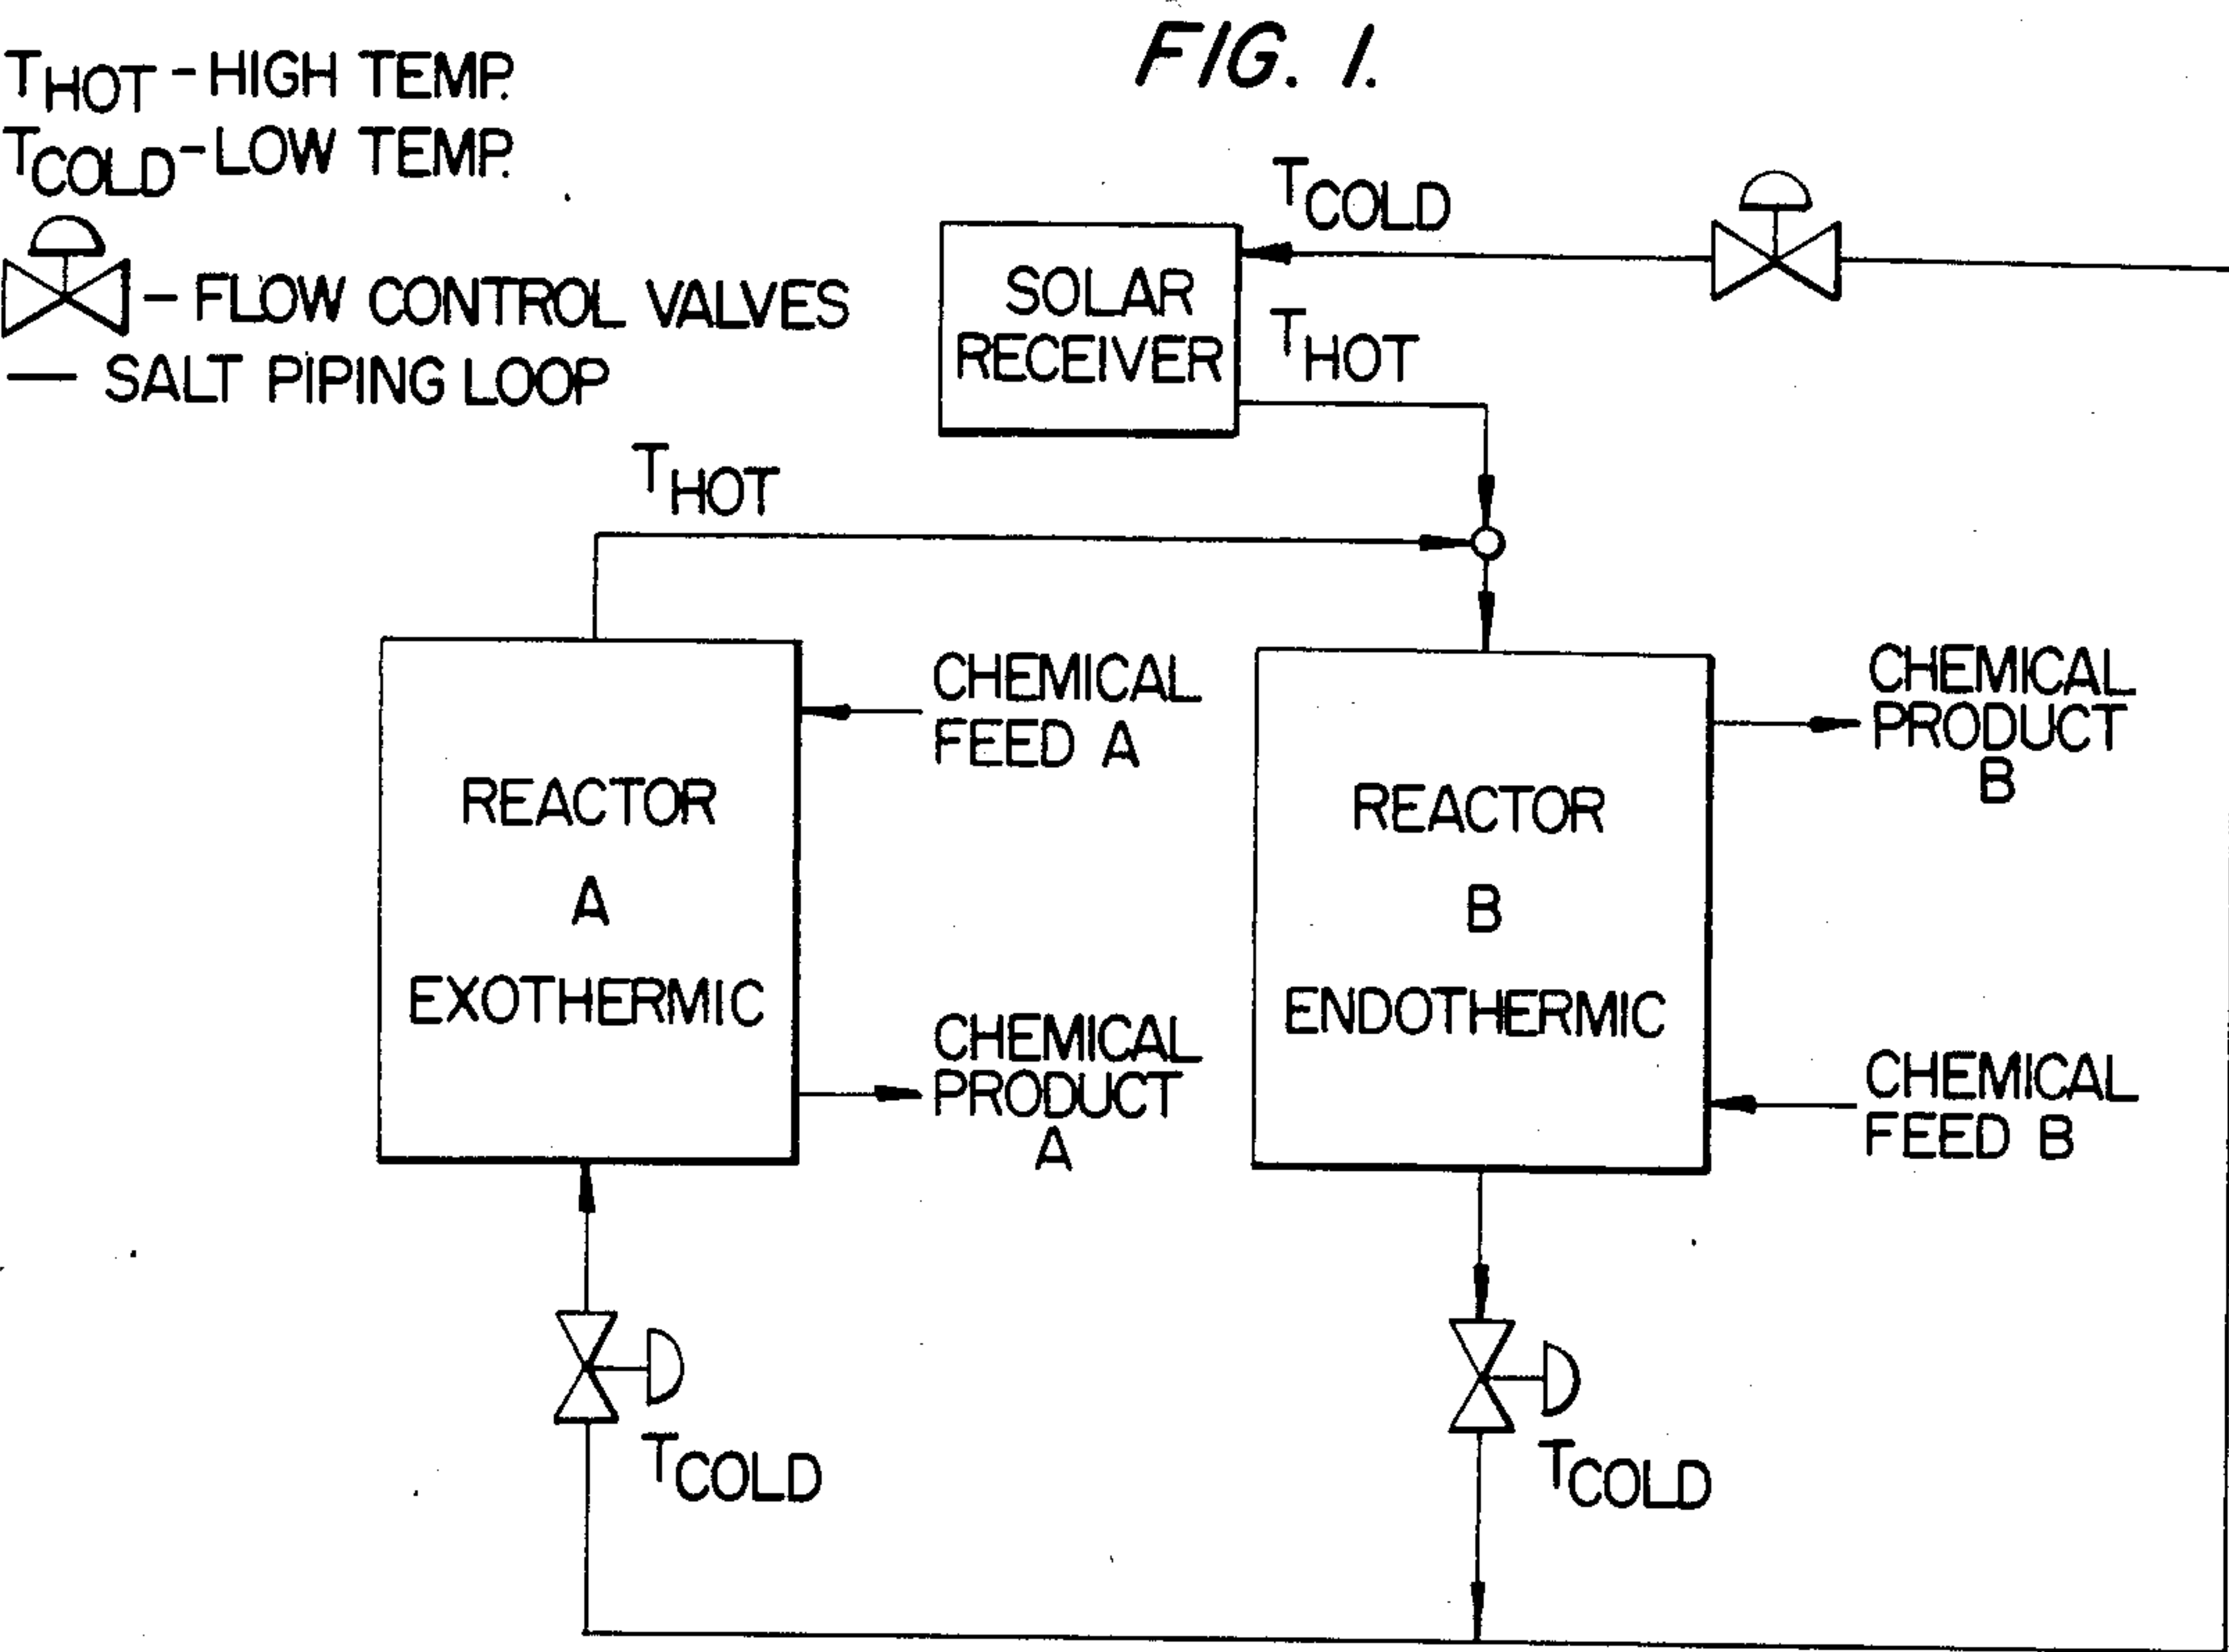 FIG. 1.
THOT - HIGH TEMP.
TCOLD - LOW TEMP.
- FLOW CONTROL VALVES
— SALT PIPING LOOP
TCOLD
SOLAR
RECEIVER
THOT
THOT
CHEMICAL
FEED A
REACTOR
A
EXOTHERMIC
CHEMICAL
PRODUCT
A
REACTOR
B
ENDOTHERMIC
CHEMICAL
PRODUCT
B
CHEMICAL
FEED B
TCOLD
TCOLD